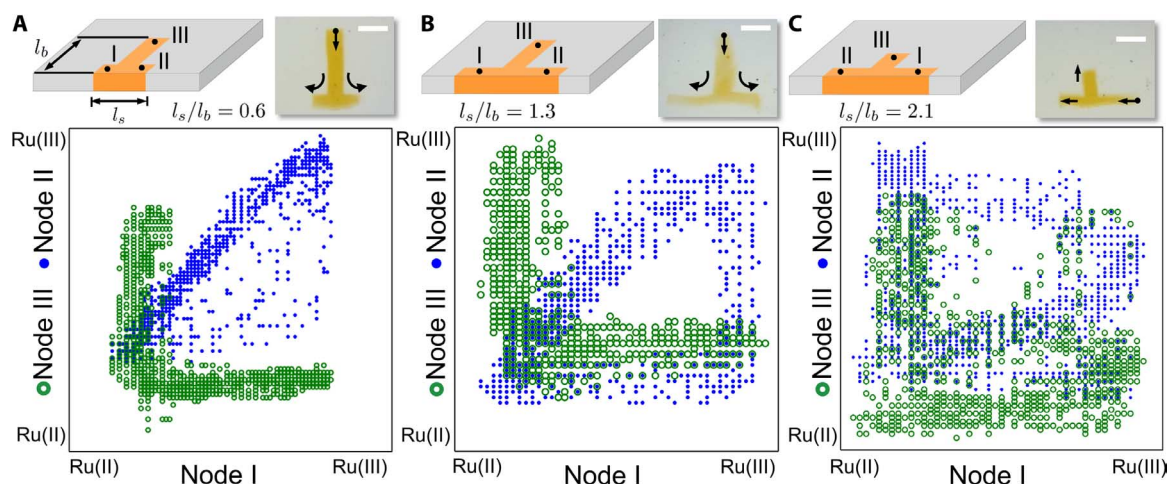 A
l_b
I
II
III
l_s
l_s/l_b = 0.6
Ru(III)
Node II
Node III
Ru(II)
Ru(II)
Node I
Ru(III)
B
I
II
III
l_s/l_b = 1.3
Ru(III)
Node II
Node III
Ru(II)
Ru(II)
Node I
Ru(III)
C
II
III
I
l_s/l_b = 2.1
Ru(III)
Node II
Node III
Ru(II)
Ru(II)
Node I
Ru(III)